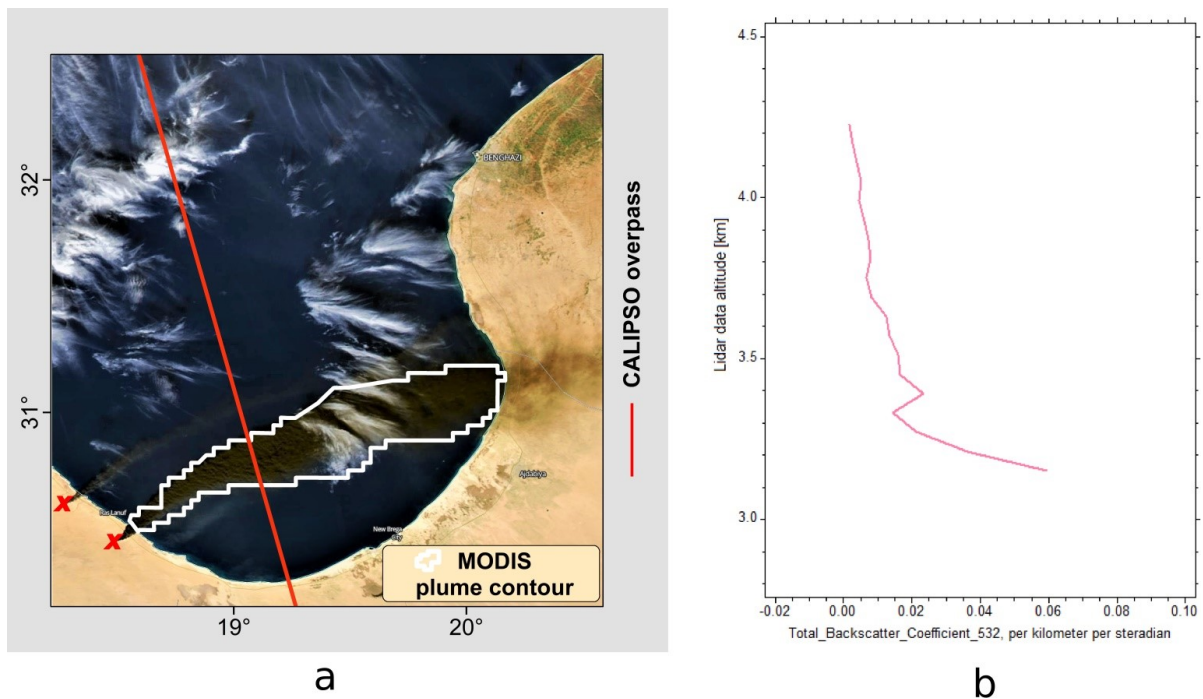 32°
31°
19°
20°
BENGHAZI
Ras Lanuf
Ajdabiya
New Brega
City
x
x
MODIS
plume contour
CALIPSO overpass
a
4.5
4.0
3.5
3.0
Lidar data altitude [km]
-0.02
0.00
0.02
0.04
0.06
0.08
0.10
Total_Backscatter_Coefficient_532, per kilometer per steradian
b